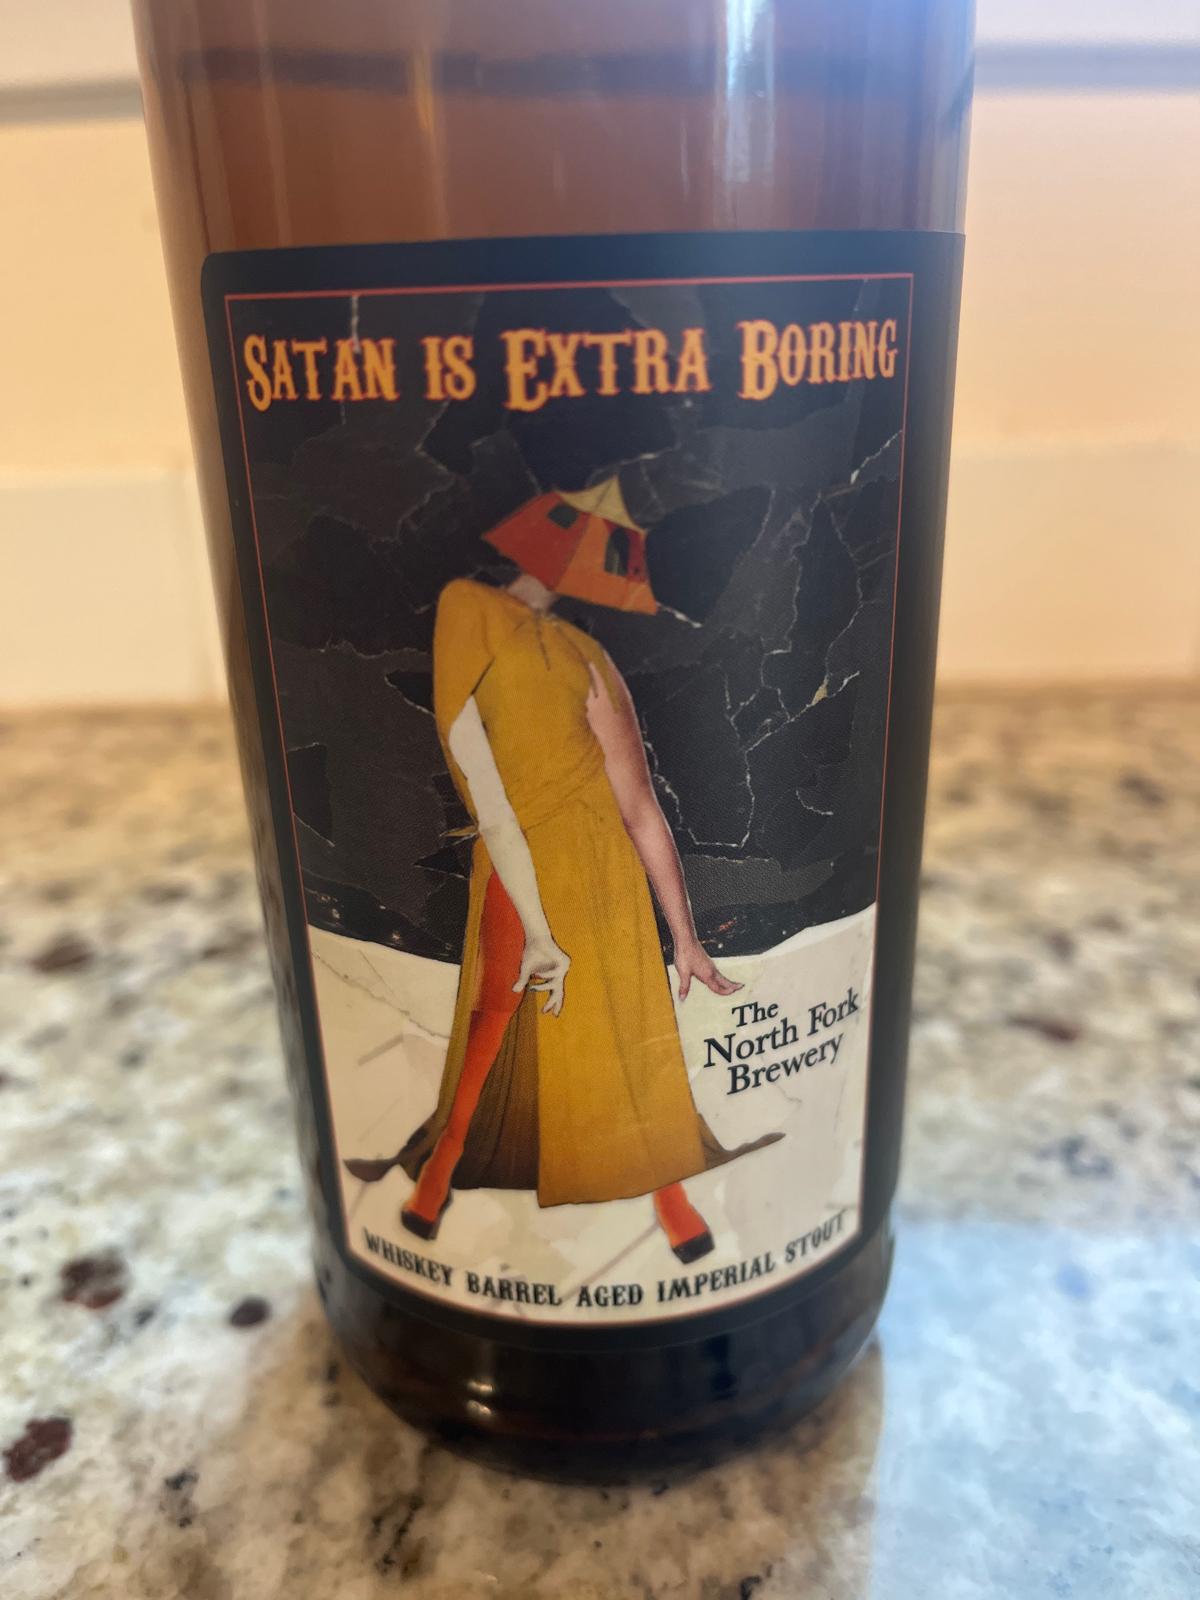 Satan is Extra Boring
The
North Fork
Brewery
Whiskey Barrel Aged Imperial Stout